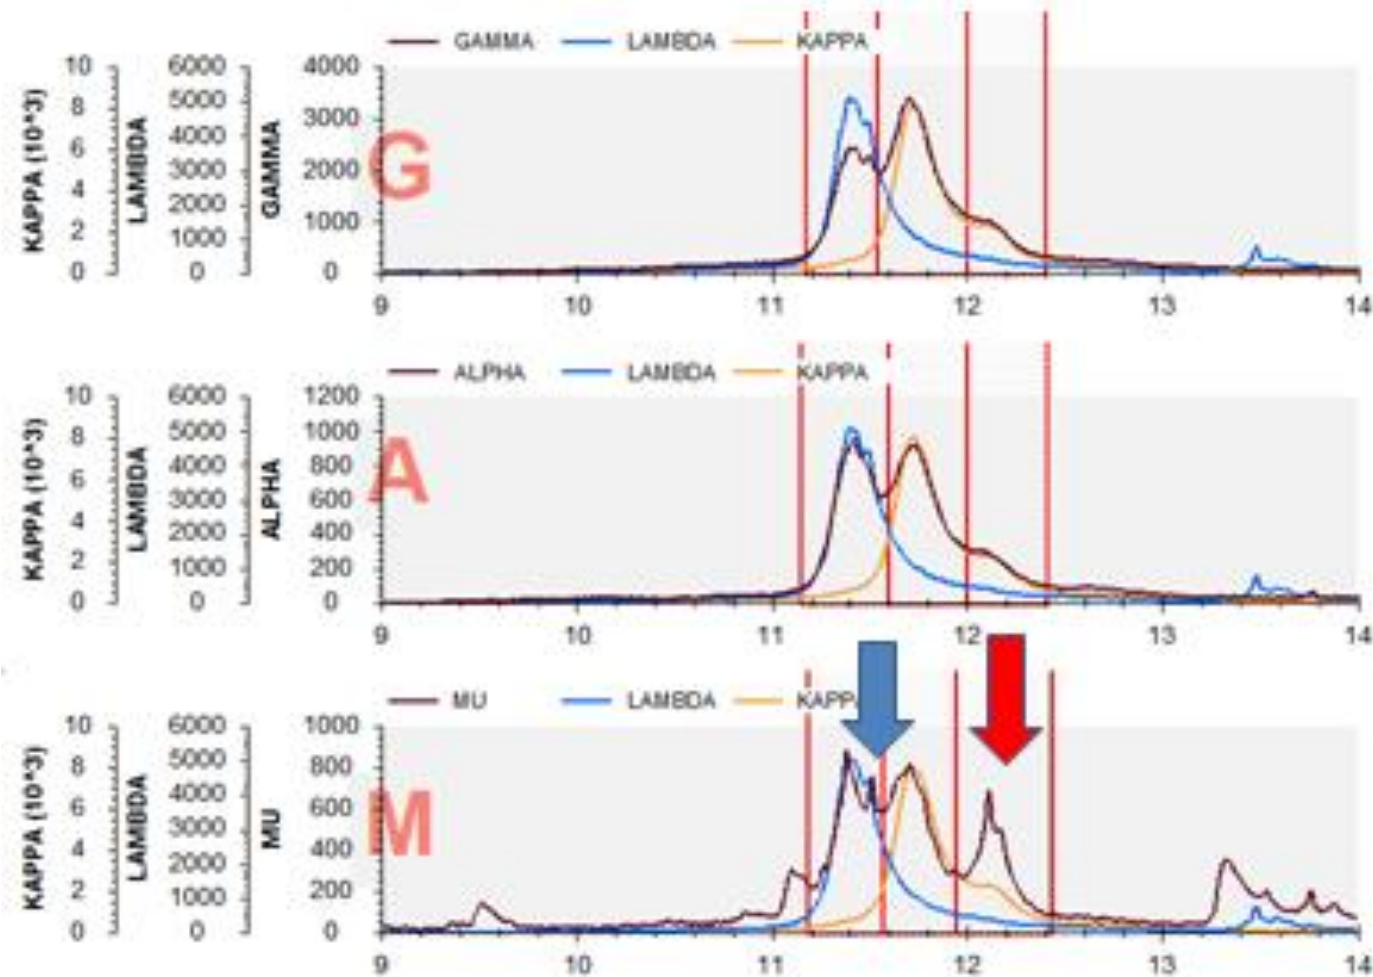 GAMMA LAMBDA KAPPA
10 6000 4000
8 5000 3000
6 4000 2000
4 3000 1000
2 2000 0
0 1000
0
KAPPA (10^3) LAMBDA GAMMA
G
9 10 11 12 13 14
ALPHA LAMBDA KAPPA
10 6000 1200
8 5000 1000
6 4000 800
4 3000 600
2 2000 400
0 1000 200
0 0
KAPPA (10^3) LAMBDA ALPHA
A
9 10 11 12 13 14
MU LAMBDA KAPP
10 6000 1000
8 5000 800
6 4000 600
4 3000 400
2 2000 200
0 1000 0
0
KAPPA (10^3) LAMBDA MU
M
9 10 11 12 13 14